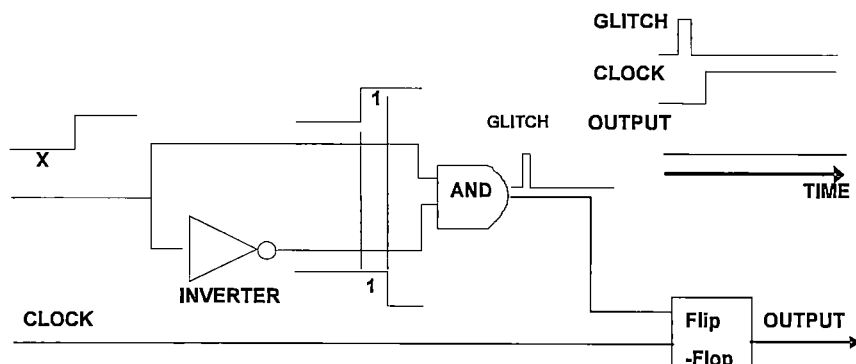 GLITCH
CLOCK
1
GLITCH
OUTPUT
X
TIME
AND
INVERTER
1
CLOCK
Flip
-Flop
OUTPUT